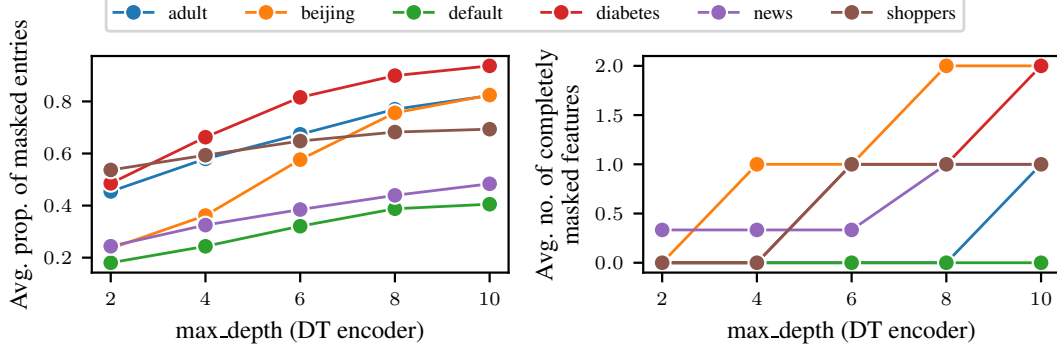 adult beijing default diabetes news shoppers
Avg. prop. of masked entries
0.8
0.6
0.4
0.2
2 4 6 8 10
max_depth (DT encoder)
Avg. no. of completely
masked features
2.0
1.5
1.0
0.5
0.0
2 4 6 8 10
max_depth (DT encoder)